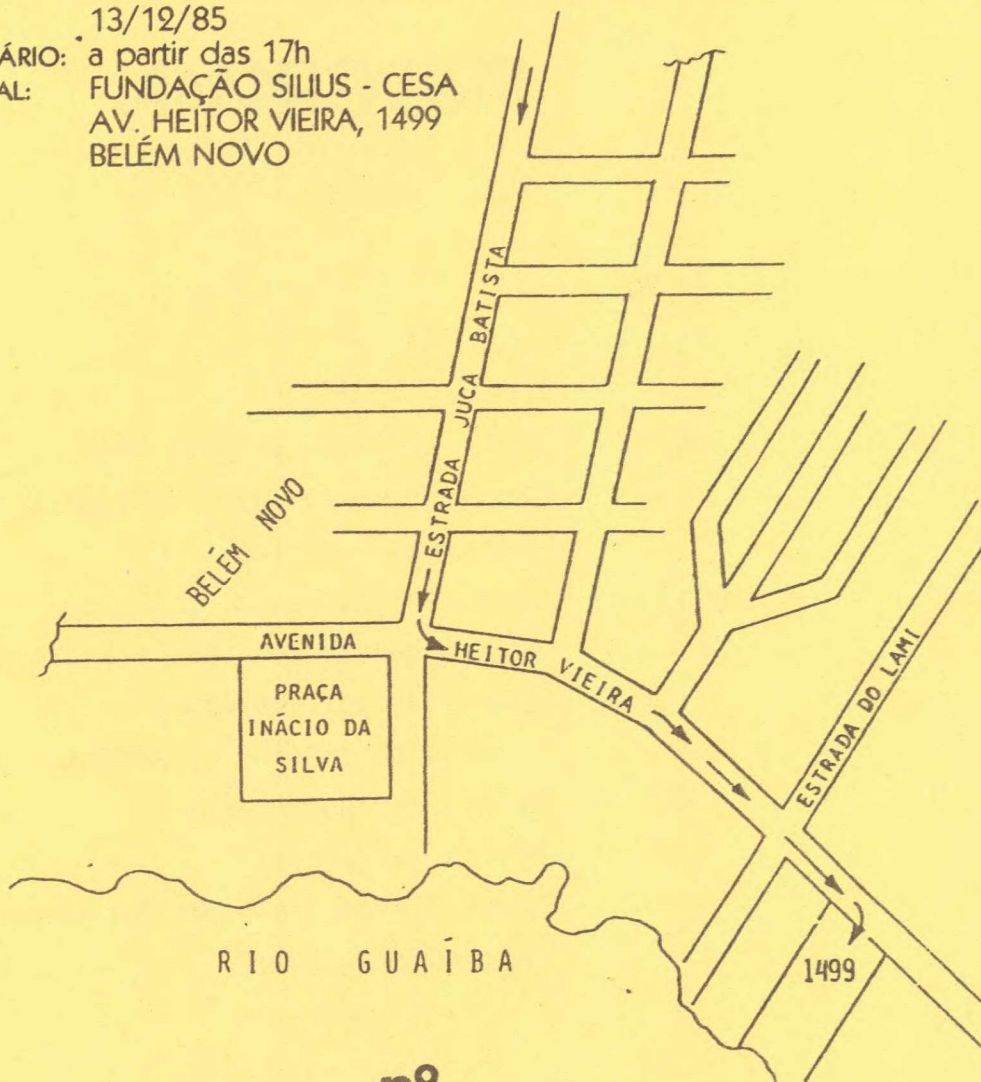 13/12/85
ÁRIO: a partir das 17h
AL: FUNDAÇÃO SILIUS - CESA
AV. HEITOR VIEIRA, 1499
BELÉM NOVO
ESTRADA JUCA BATISTA
BELÉM NOVO
AVENIDA HEITOR VIEIRA
PRAÇA
INÁCIO DA
SILVA
ESTRADA DO LAMI
RIO GUAÍBA
1499
nº